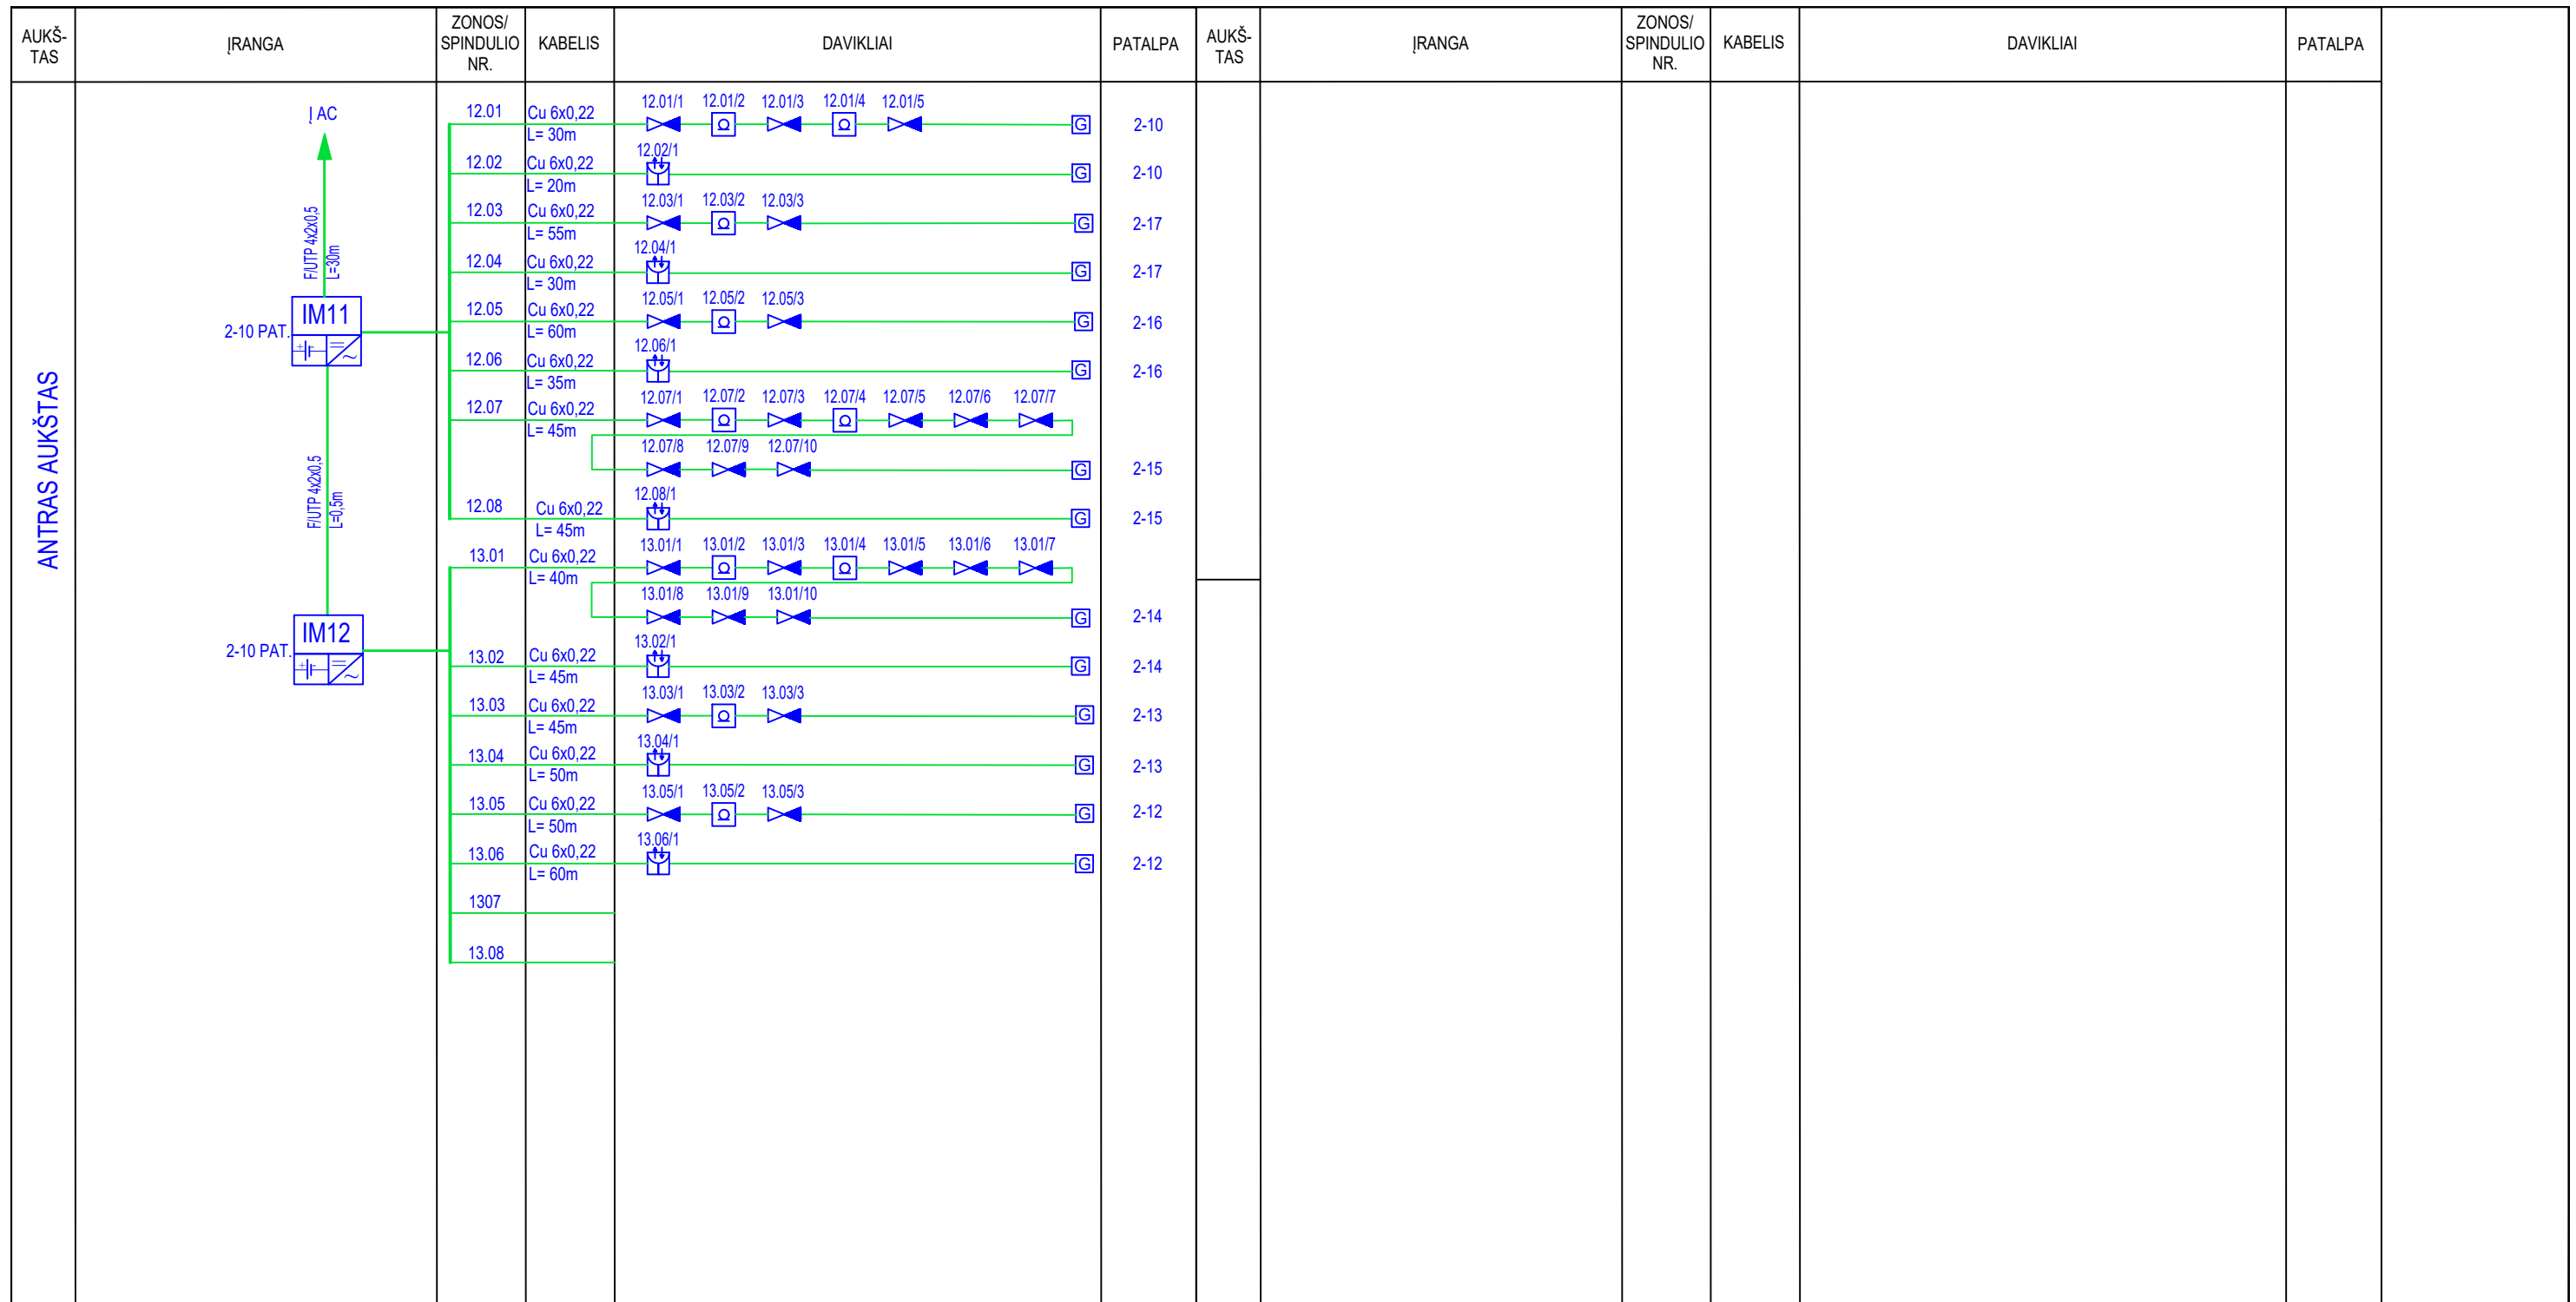 AUKŠ-
TAS
ĮRANGA
ZONOS/
SPINDULIO
NR.
KABELIS
DAVIKLIAI
PATALPA
AUKŠ-
TAS
ĮRANGA
ZONOS/
SPINDULIO
NR.
KABELIS
DAVIKLIAI
PATALPA
ANTRAS AUKŠTAS
Į AC
F/UTP 4x2x0,5
L=30m
IM11
2-10 PAT.
F/UTP 4x2x0,5
L=0,5m
IM12
2-10 PAT.
12.01
Cu 6x0,22
L= 30m
12.01/1 12.01/2 12.01/3 12.01/4 12.01/5
Ω Ω G
2-10
12.02
Cu 6x0,22
L= 20m
12.02/1
G
2-10
12.03
Cu 6x0,22
L= 55m
12.03/1 12.03/2 12.03/3
Ω G
2-17
12.04
Cu 6x0,22
L= 30m
12.04/1
G
2-17
12.05
Cu 6x0,22
L= 60m
12.05/1 12.05/2 12.05/3
Ω G
2-16
12.06
Cu 6x0,22
L= 35m
12.06/1
G
2-16
12.07
Cu 6x0,22
L= 45m
12.07/1 12.07/2 12.07/3 12.07/4 12.07/5 12.07/6 12.07/7
Ω Ω
12.07/8 12.07/9 12.07/10
G
2-15
12.08
Cu 6x0,22
L= 45m
12.08/1
G
2-15
13.01
Cu 6x0,22
L= 40m
13.01/1 13.01/2 13.01/3 13.01/4 13.01/5 13.01/6 13.01/7
Ω Ω
13.01/8 13.01/9 13.01/10
G
2-14
13.02
Cu 6x0,22
L= 45m
13.02/1
G
2-14
13.03
Cu 6x0,22
L= 45m
13.03/1 13.03/2 13.03/3
Ω G
2-13
13.04
Cu 6x0,22
L= 50m
13.04/1
G
2-13
13.05
Cu 6x0,22
L= 50m
13.05/1 13.05/2 13.05/3
Ω G
2-12
13.06
Cu 6x0,22
L= 60m
13.06/1
G
2-12
1307
13.08